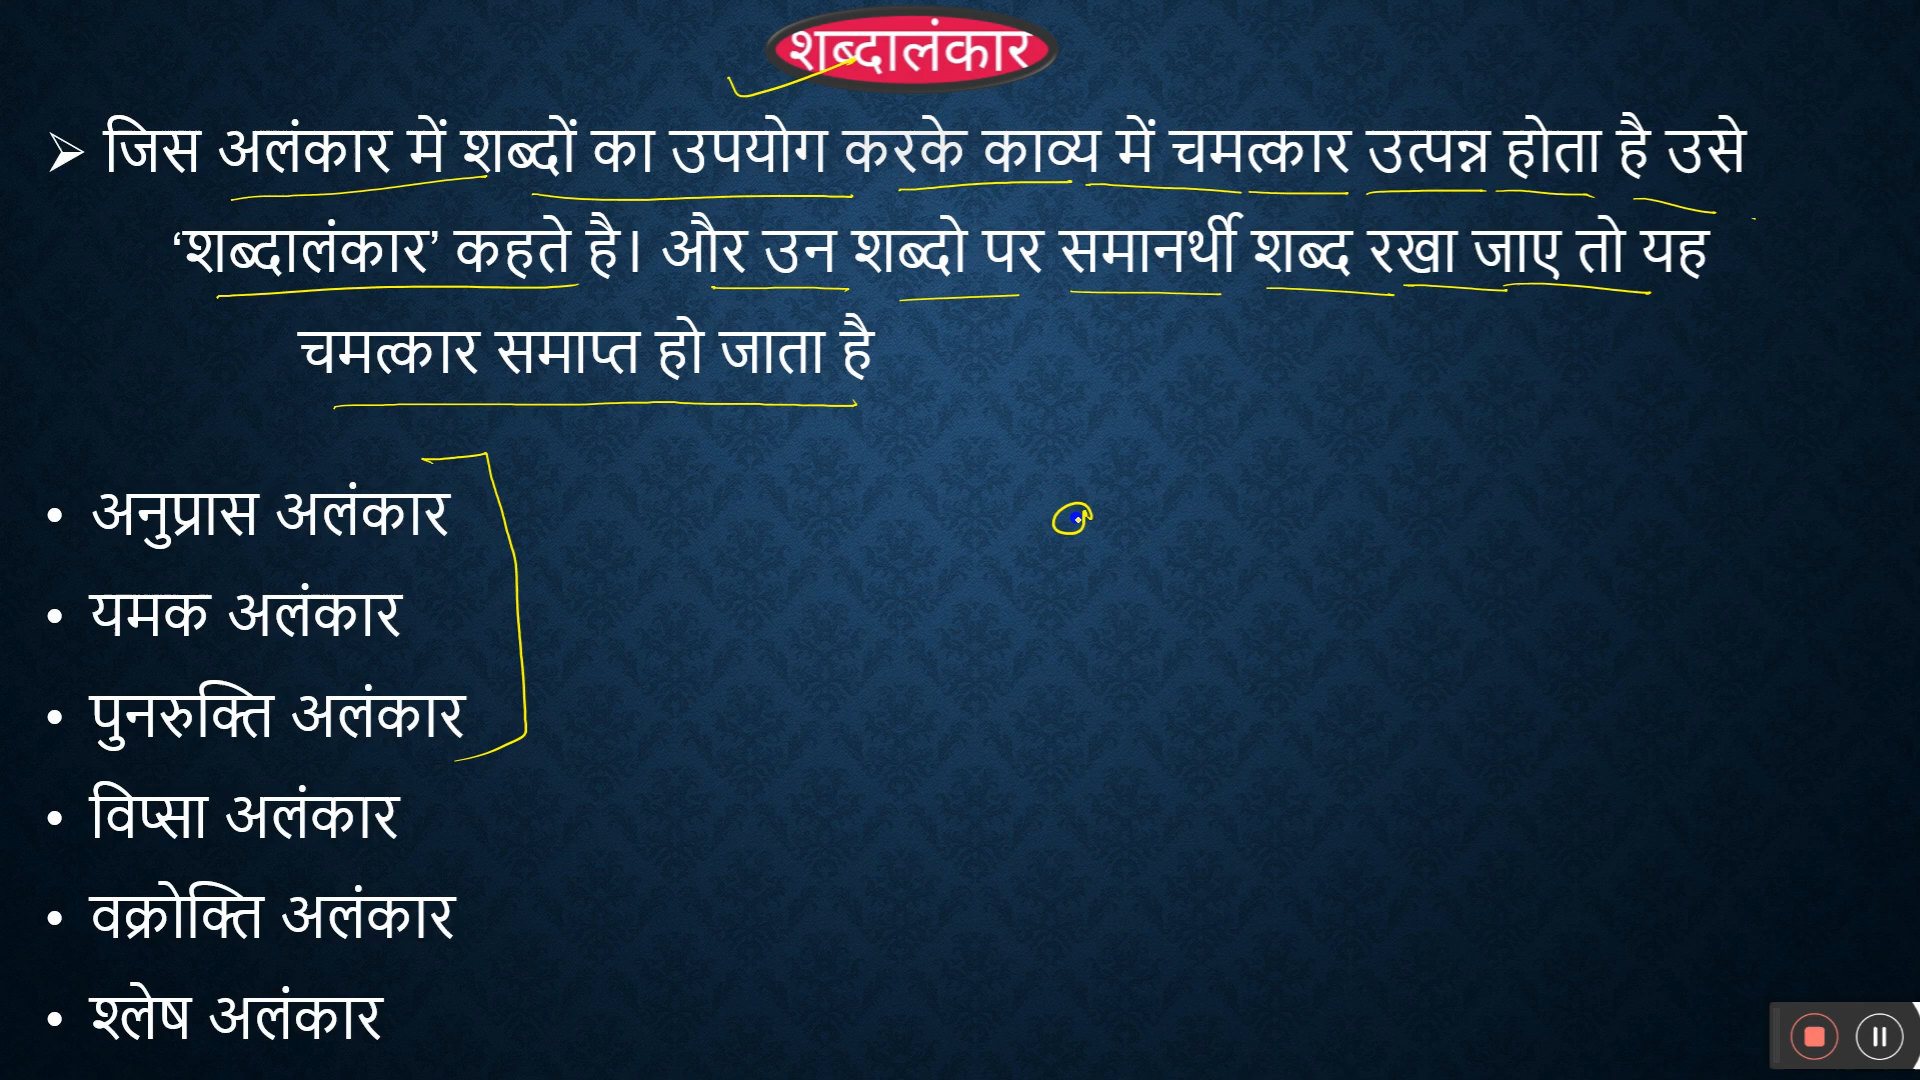 शब्दालंकार
जिस अलंकार में शब्दों का उपयोग करके काव्य में चमत्कार उत्पन्न होता है उसे
‘शब्दालंकार’ कहते है। और उन शब्दो पर समानर्थी शब्द रखा जाए तो यह
चमत्कार समाप्त हो जाता है
• अनुप्रास अलंकार
• यमक अलंकार
• पुनरुक्ति अलंकार
• विप्सा अलंकार
• वक्रोक्ति अलंकार
• श्लेष अलंकार